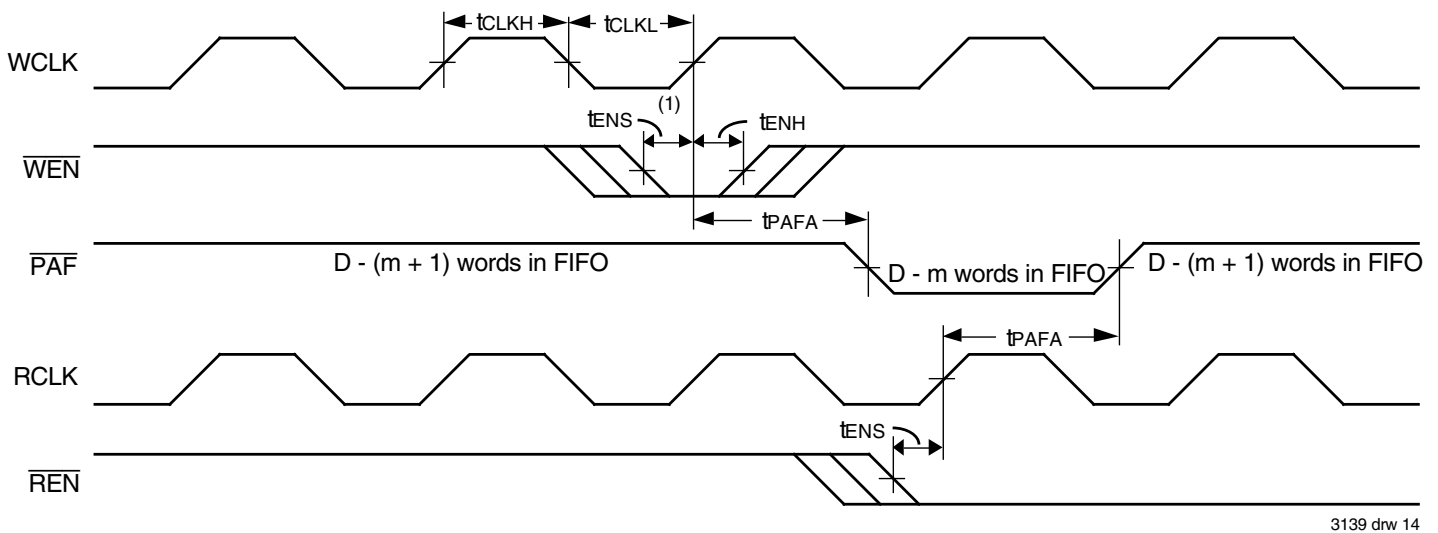 tCLKH
tCLKL
WCLK
(1)
tENS
tENH
WEN
tPAFA
PAF
D - (m + 1) words in FIFO
D - m words in FIFO
D - (m + 1) words in FIFO
tPAFA
RCLK
tENS
REN
3139 drw 14